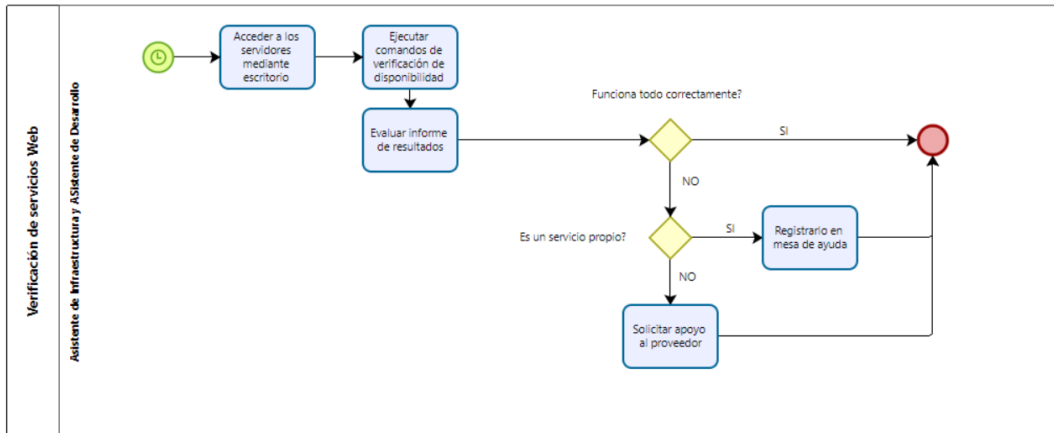 Verificación de servicios Web
Asistente de Infraestructura y ASistente de Desarrollo
Acceder a los
servidores
mediante
escritorio
Ejecutar
comandos de
verificación de
disponibilidad
Evaluar informe
de resultados
Funciona todo correctamente?
SI
NO
Es un servicio propio?
SI
Registrarlo en
mesa de ayuda
NO
Solicitar apoyo
al proveedor